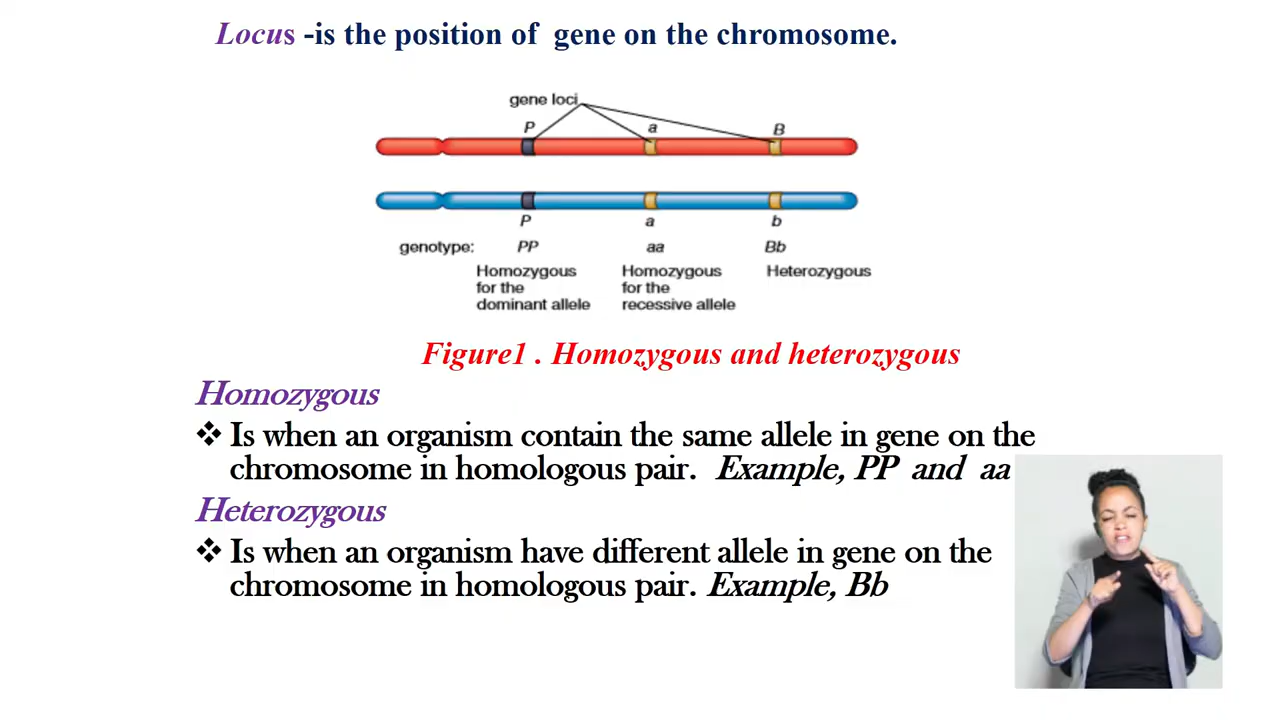 Locus -is the position of gene on the chromosome.
gene loci
P a B
P a b
genotype: PP aa Bb
Homozygous for the dominant allele
Homozygous for the recessive allele
Heterozygous
Figure1 . Homozygous and heterozygous
Homozygous
❖ Is when an organism contain the same allele in gene on the
chromosome in homologous pair. Example, PP and aa
Heterozygous
❖ Is when an organism have different allele in gene on the
chromosome in homologous pair. Example, Bb